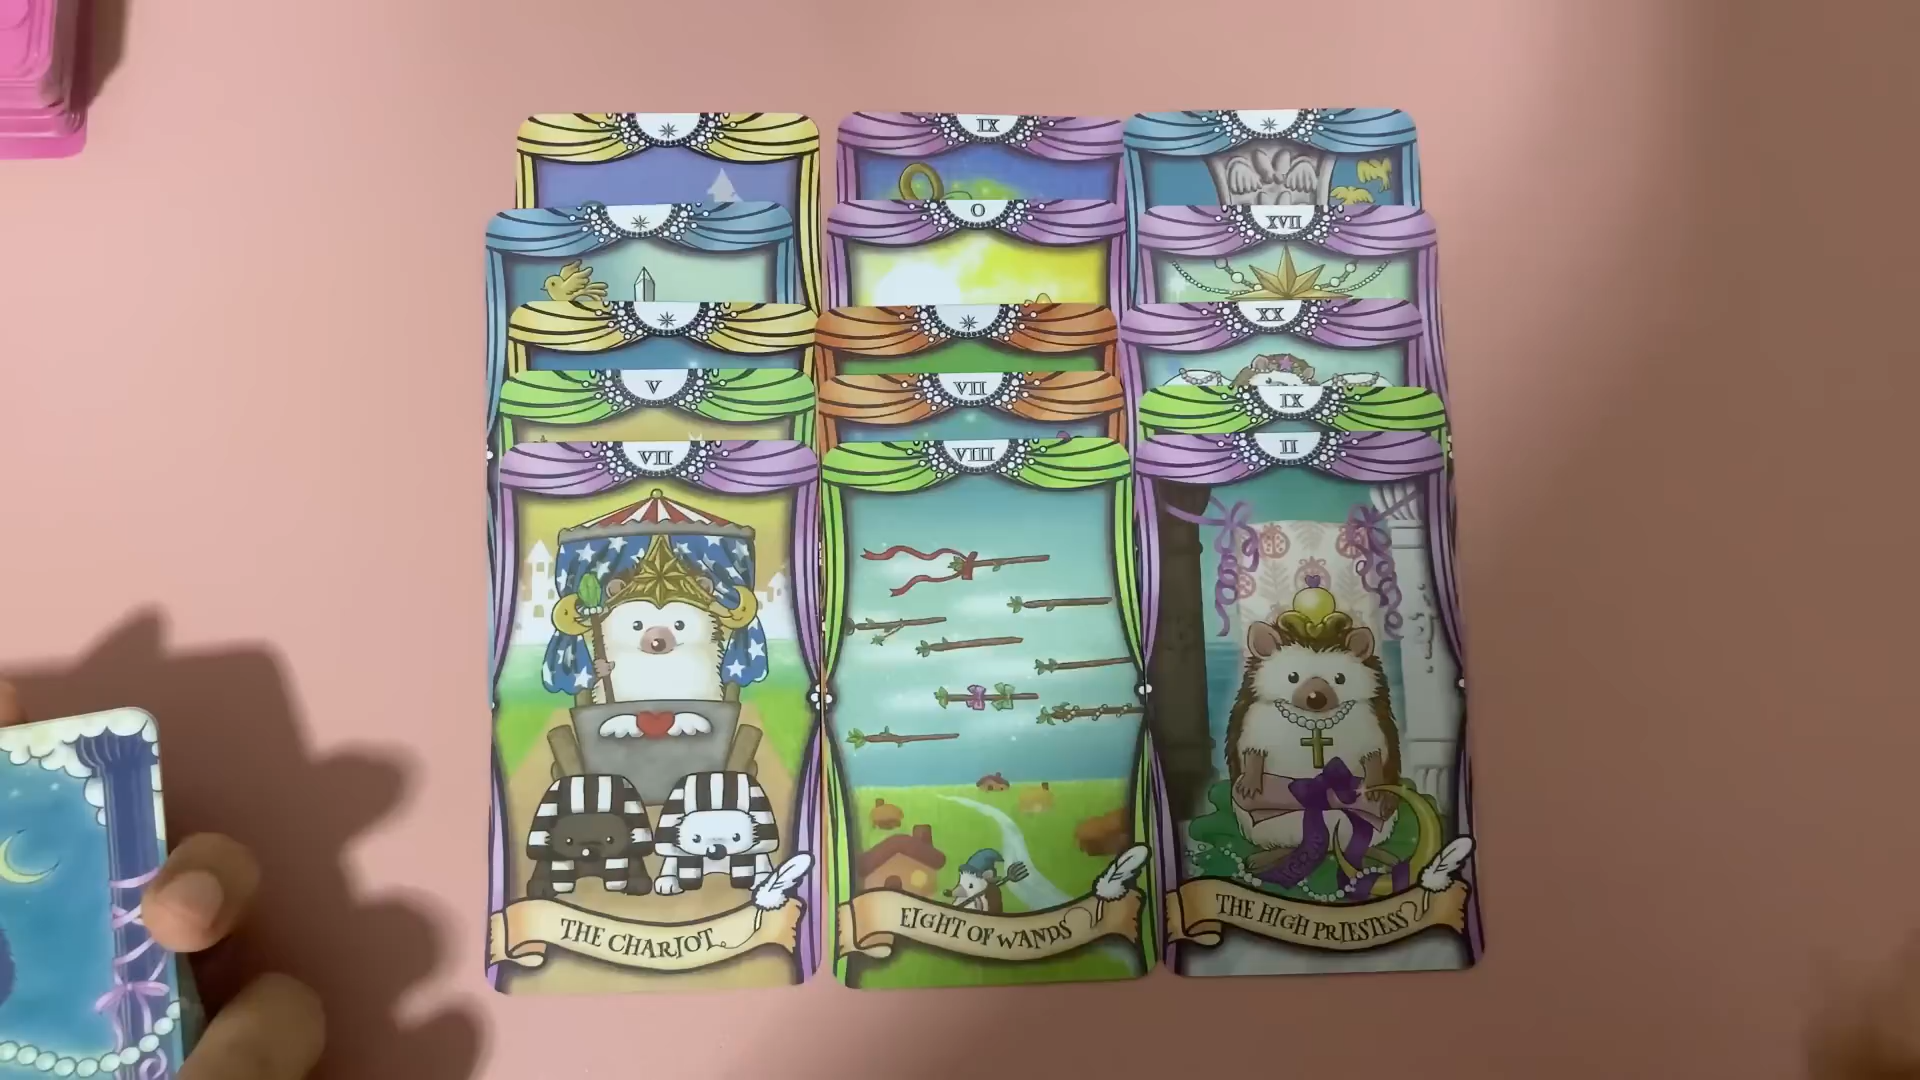 IX
O
XVII
XX
V
VII
IX
VII
VIII
II
THE CHARIOT
EIGHT OF WANDS
THE HIGH PRIESTESS